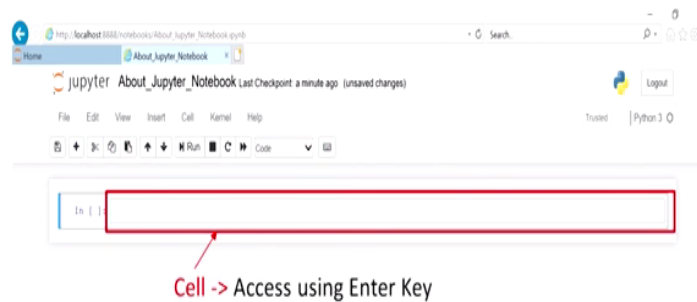 http://localhost:8888/notebooks/About_Jupyter_Notebook.ipynb
Search...
Home
About_Jupyter_Notebook
jupyter About_Jupyter_Notebook Last Checkpoint: a minute ago (unsaved changes)
Logout
File Edit View Insert Cell Kernel Help
Trusted
Python 3
Run
Code
In [ ]:
Cell -> Access using Enter Key